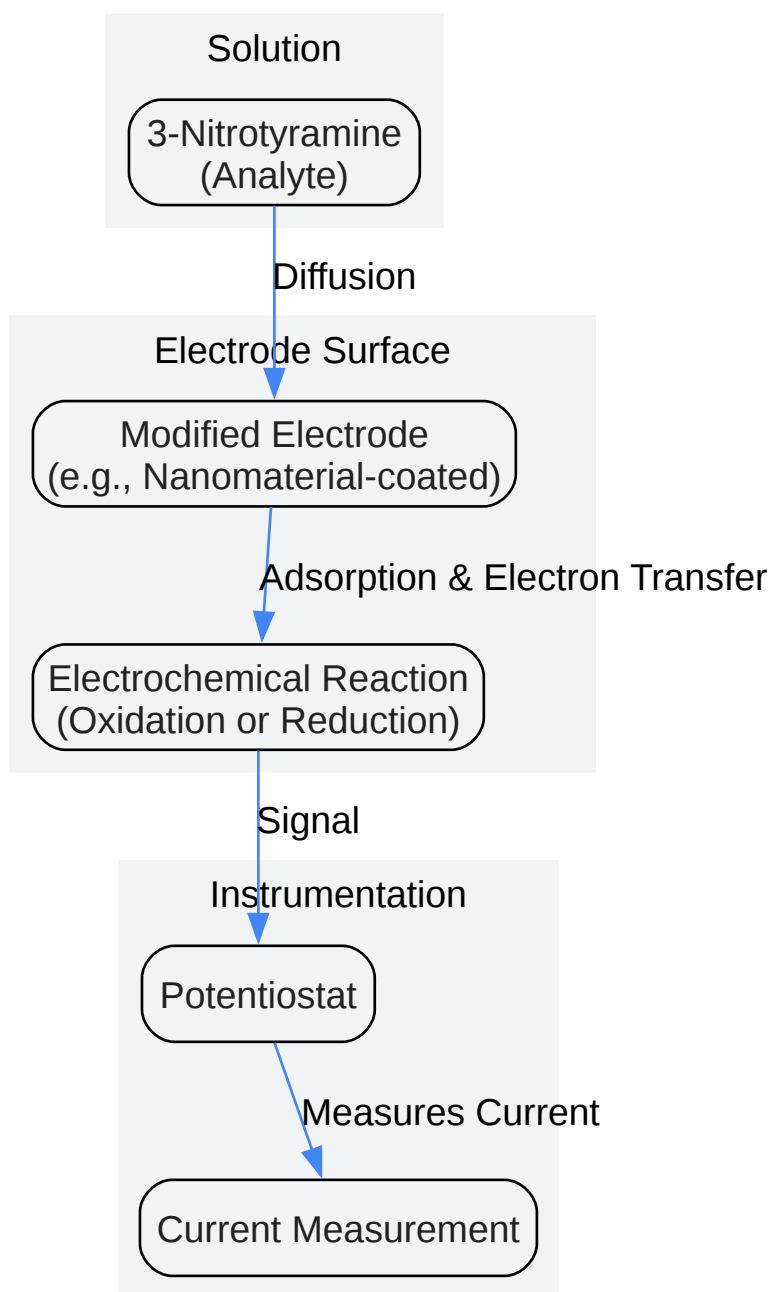 Solution
3-Nitrotyramine
(Analyte)
Diffusion
Electrode Surface
Modified Electrode
(e.g., Nanomaterial-coated)
Adsorption & Electron Transfer
Electrochemical Reaction
(Oxidation or Reduction)
Signal
Instrumentation
Potentiostat
Measures Current
Current Measurement